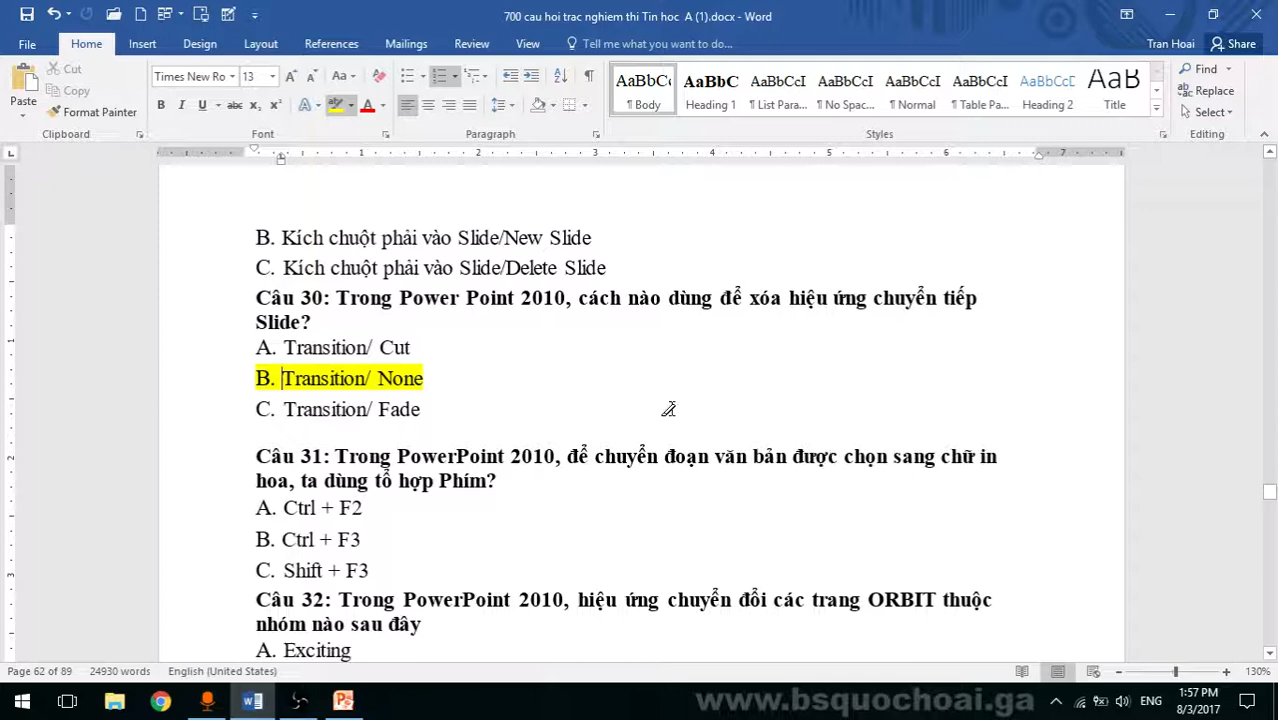 700 cau hoi trac nghiem thi Tin hoc A (1).docx - Word
File Home Insert Design Layout References Mailings Review View Tell me what you want to do... Tran Hoai Share
Paste Cut Copy Format Painter Clipboard
Times New Ro 13 Aa Font
Paragraph
AaBbCc ¶ Body
AaBbC Heading 1
AaBbCcI ¶ List Para...
AaBbCcI ¶ No Spac...
AaBbCcI ¶ Normal
AaBbCcI ¶ Table Pa...
AaBbCcD Heading 2
AaB Title
Styles
Find Replace Select Editing
1 2 3 4 5 6 7
B. Kích chuột phải vào Slide/New Slide
C. Kích chuột phải vào Slide/Delete Slide
Câu 30: Trong Power Point 2010, cách nào dùng để xóa hiệu ứng chuyển tiếp
Slide?
A. Transition/ Cut
B. Transition/ None
C. Transition/ Fade
Câu 31: Trong PowerPoint 2010, để chuyển đoạn văn bản được chọn sang chữ in
hoa, ta dùng tổ hợp Phím?
A. Ctrl + F2
B. Ctrl + F3
C. Shift + F3
Câu 32: Trong PowerPoint 2010, hiệu ứng chuyển đổi các trang ORBIT thuộc
nhóm nào sau đây
A. Exciting
Page 62 of 89 24930 words English (United States) 130%
www.bsquochoai.ga
ENG 1:57 PM
8/3/2017